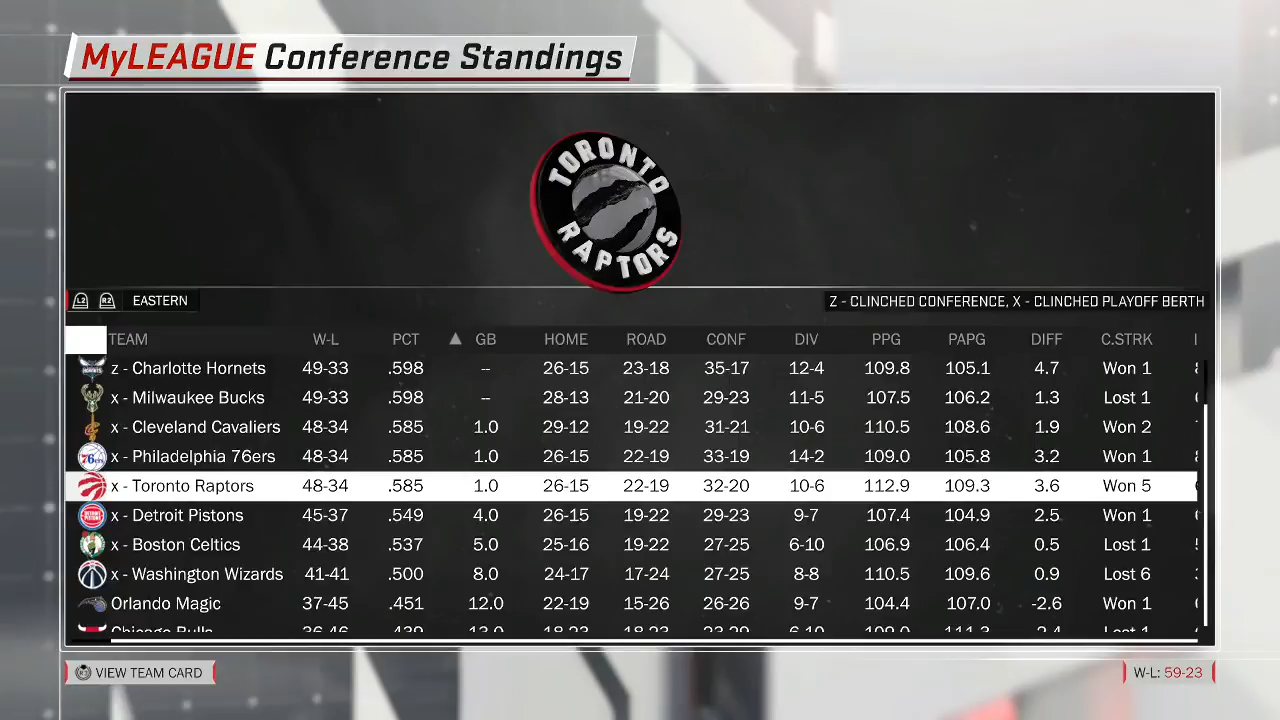 MyLEAGUE Conference Standings
TORONTO
RAPTORS
L2 R2 EASTERN Z - CLINCHED CONFERENCE, X - CLINCHED PLAYOFF BERTH
TEAM W-L PCT ▲ GB HOME ROAD CONF DIV PPG PAPG DIFF C.STRK
z - Charlotte Hornets 49-33 .598 -- 26-15 23-18 35-17 12-4 109.8 105.1 4.7 Won 1
x - Milwaukee Bucks 49-33 .598 -- 28-13 21-20 29-23 11-5 107.5 106.2 1.3 Lost 1
x - Cleveland Cavaliers 48-34 .585 1.0 29-12 19-22 31-21 10-6 110.5 108.6 1.9 Won 2
76ers x - Philadelphia 76ers 48-34 .585 1.0 26-15 22-19 33-19 14-2 109.0 105.8 3.2 Won 1
x - Toronto Raptors 48-34 .585 1.0 26-15 22-19 32-20 10-6 112.9 109.3 3.6 Won 5
x - Detroit Pistons 45-37 .549 4.0 26-15 19-22 29-23 9-7 107.4 104.9 2.5 Won 1
x - Boston Celtics 44-38 .537 5.0 25-16 19-22 27-25 6-10 106.9 106.4 0.5 Lost 1
x - Washington Wizards 41-41 .500 8.0 24-17 17-24 27-25 8-8 110.5 109.6 0.9 Lost 6
Orlando Magic 37-45 .451 12.0 22-19 15-26 26-26 9-7 104.4 107.0 -2.6 Won 1
Chicago Bulls
VIEW TEAM CARD W-L: 59-23